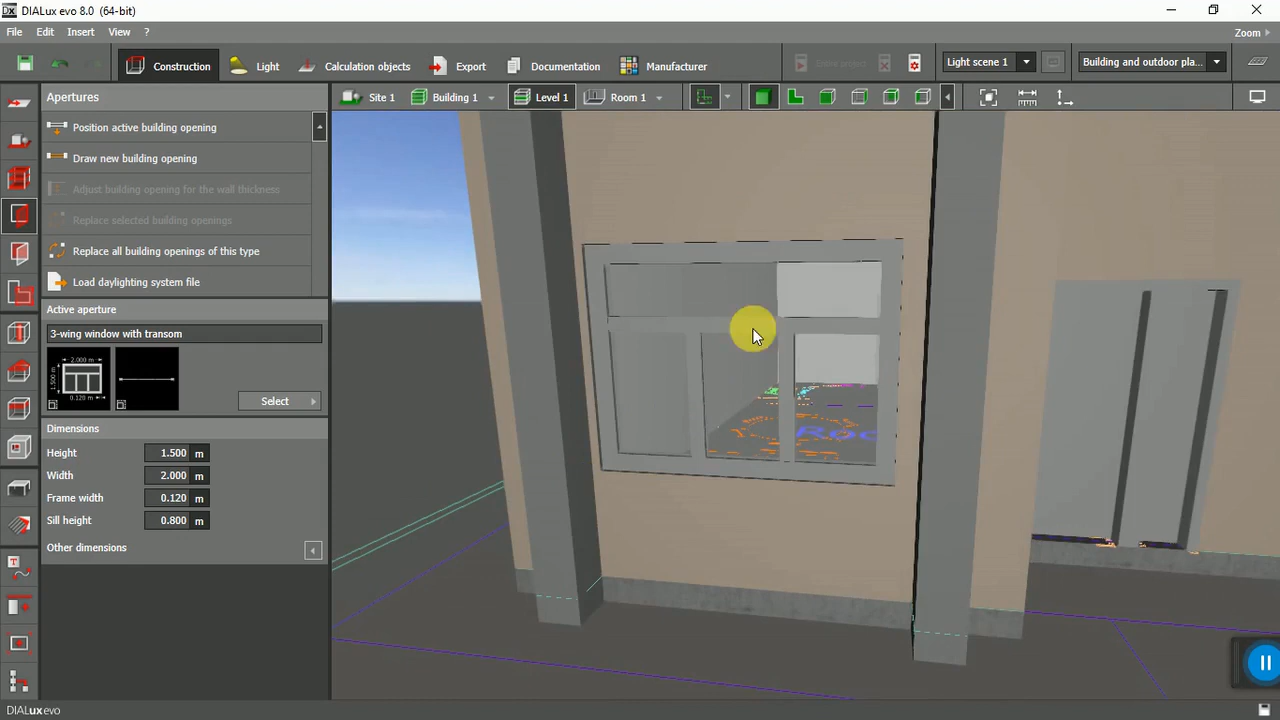 DIALux evo 8.0 (64-bit)
File Edit Insert View ?
Zoom
Construction Light Calculation objects Export Documentation Manufacturer
Entire project
Light scene 1
Building and outdoor pla...
Apertures
Site 1 Building 1 Level 1 Room 1
Position active building opening
Draw new building opening
Adjust building opening for the wall thickness
Replace selected building openings
Replace all building openings of this type
Load daylighting system file
Active aperture
3-wing window with transom
2.000 m
1.500 m
0.120 m
Select
Dimensions
Height 1.500 m
Width 2.000 m
Frame width 0.120 m
Sill height 0.800 m
Other dimensions
DIALux evo